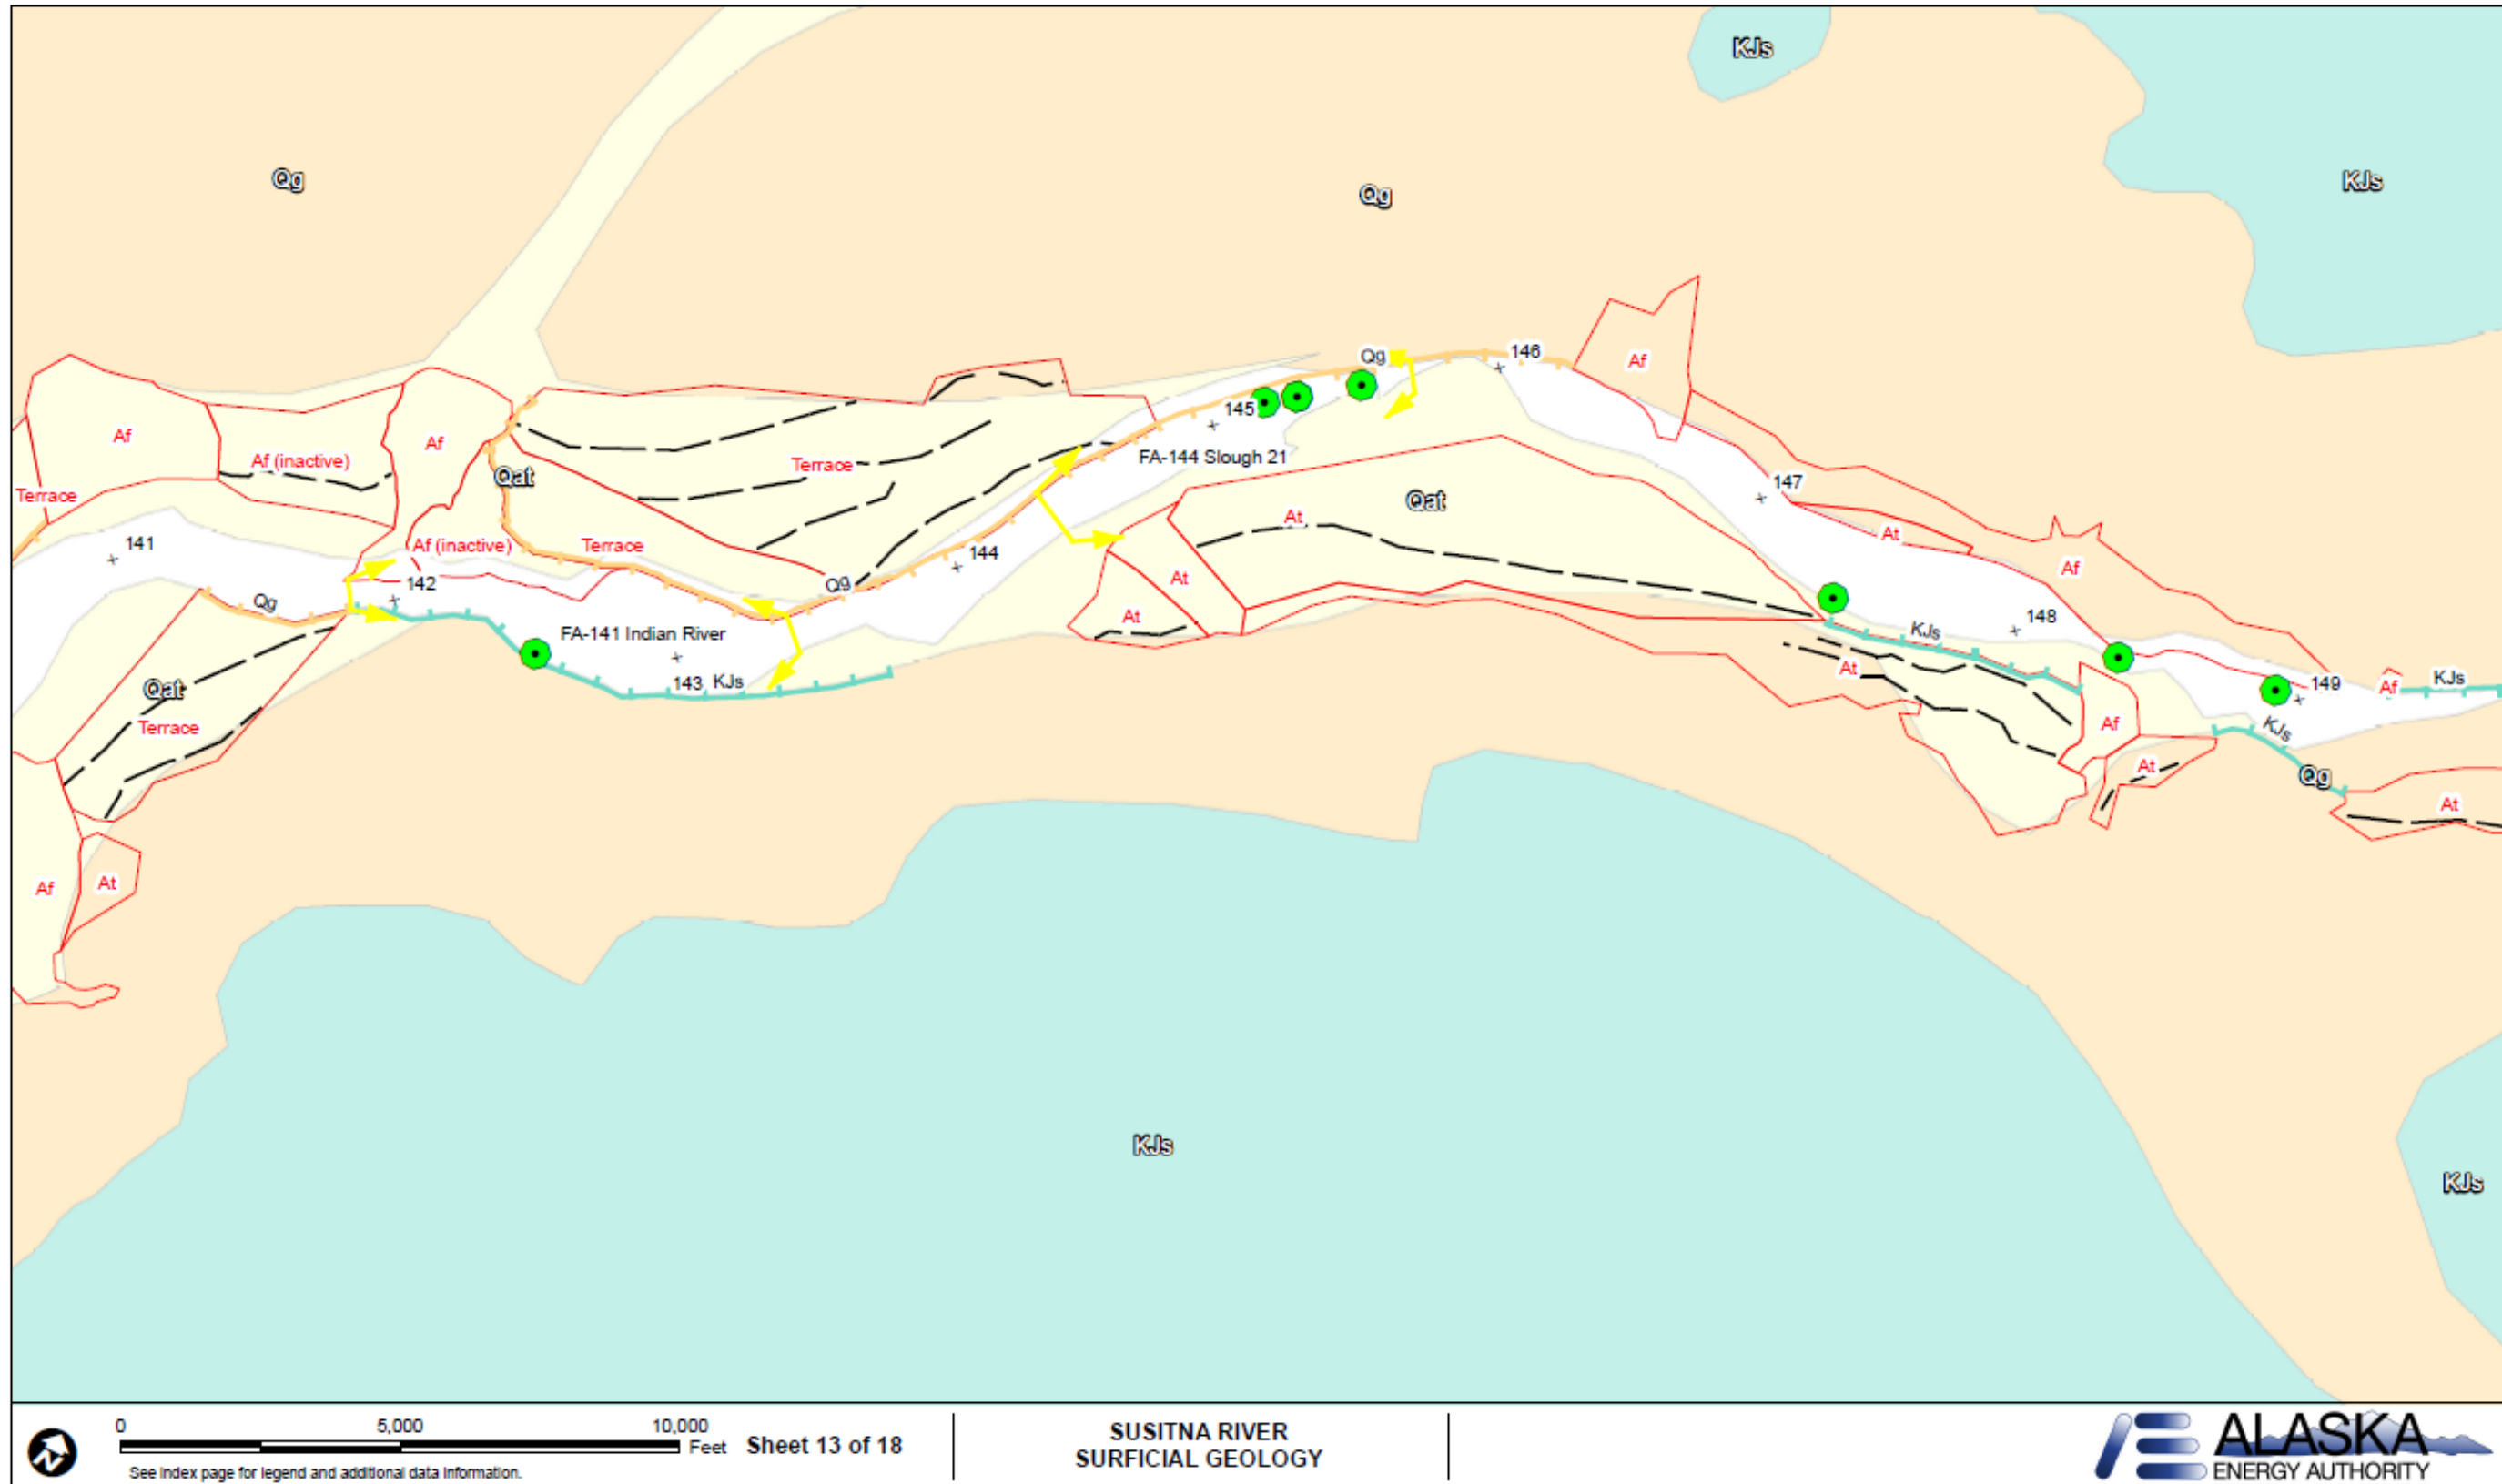 KJs
Qg
Qg
KJs
Qg
146
Af
Af
Af
Af (inactive)
Terrace
Qat
145
FA-144 Slough 21
147
Terrace
Qat
At
At
141
Af (inactive)
Terrace
144
Af
142
Qg
At
Qg
At
FA-141 Indian River
KJs
148
At
Qat
143 KJs
Af
149
KJs
Terrace
Af
KJs
At
Qg
At
Af
At
KJs
KJs
0 5,000 10,000
Feet
Sheet 13 of 18
See Index page for legend and additional data Information.
SUSITNA RIVER
SURFICIAL GEOLOGY
ALASKA
ENERGY AUTHORITY